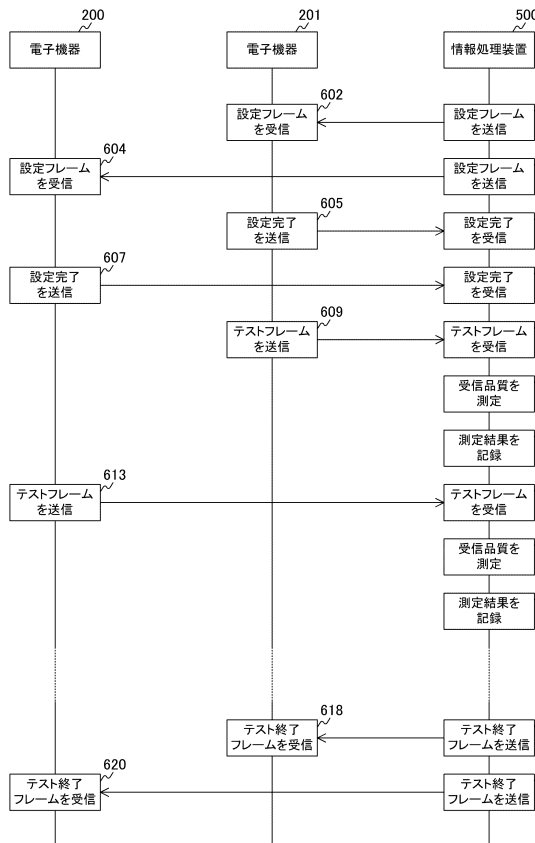 200
201
500
電子機器
電子機器
情報処理装置
602
設定フレーム
を受信
設定フレーム
を送信
604
設定フレーム
を受信
設定フレーム
を送信
605
設定完了
を送信
設定完了
を受信
607
設定完了
を送信
設定完了
を受信
609
テストフレーム
を送信
テストフレーム
を受信
受信品質を
測定
測定結果を
記録
613
テストフレーム
を送信
テストフレーム
を受信
受信品質を
測定
測定結果を
記録
618
テスト終了
フレームを受信
テスト終了
フレームを送信
620
テスト終了
フレームを受信
テスト終了
フレームを送信